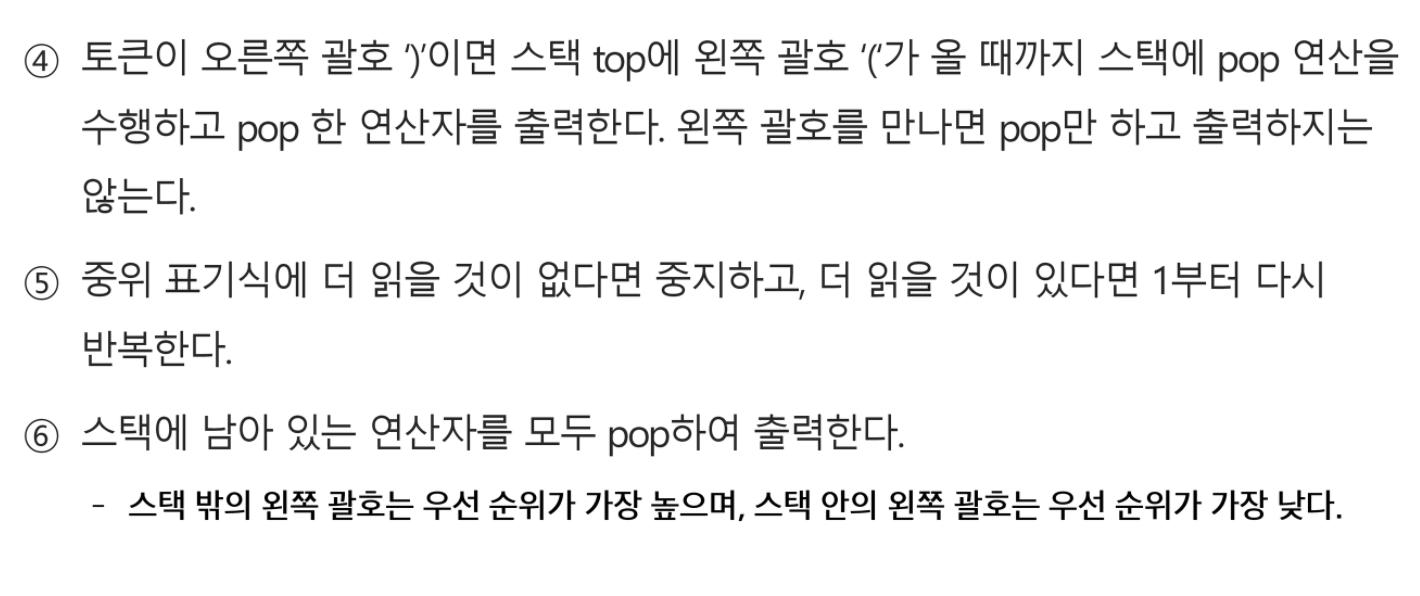 ④ 토큰이 오른쪽 괄호 ‘)’이면 스택 top에 왼쪽 괄호 ‘(‘가 올 때까지 스택에 pop 연산을
수행하고 pop 한 연산자를 출력한다. 왼쪽 괄호를 만나면 pop만 하고 출력하지는
않는다.
⑤ 중위 표기식에 더 읽을 것이 없다면 중지하고, 더 읽을 것이 있다면 1부터 다시
반복한다.
⑥ 스택에 남아 있는 연산자를 모두 pop하여 출력한다.
- 스택 밖의 왼쪽 괄호는 우선 순위가 가장 높으며, 스택 안의 왼쪽 괄호는 우선 순위가 가장 낮다.